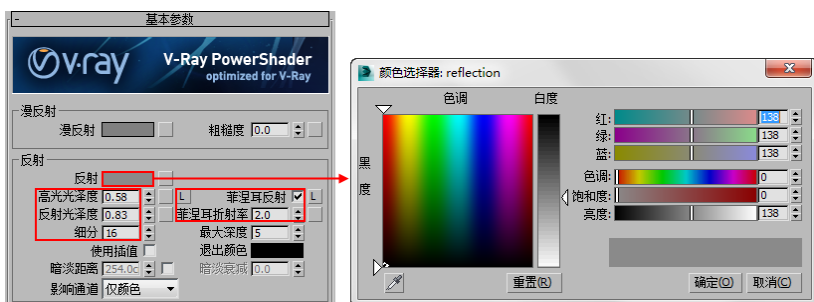 - 基本参数
v·ray V-Ray PowerShader
optimized for V-Ray
漫反射
漫反射 粗糙度 0.0
反射
反射
高光光泽度 0.58 L 菲涅耳反射 L
反射光泽度 0.83 菲涅耳折射率 2.0
细分 16 最大深度 5
使用插值 退出颜色
暗淡距离 254.0c 暗淡衰减 0.0
影响通道 仅颜色
颜色选择器: reflection
色调 白度
黑
度
红: 138
绿: 138
蓝: 138
色调: 0
饱和度: 0
亮度: 138
重置(R) 确定(O) 取消(C)